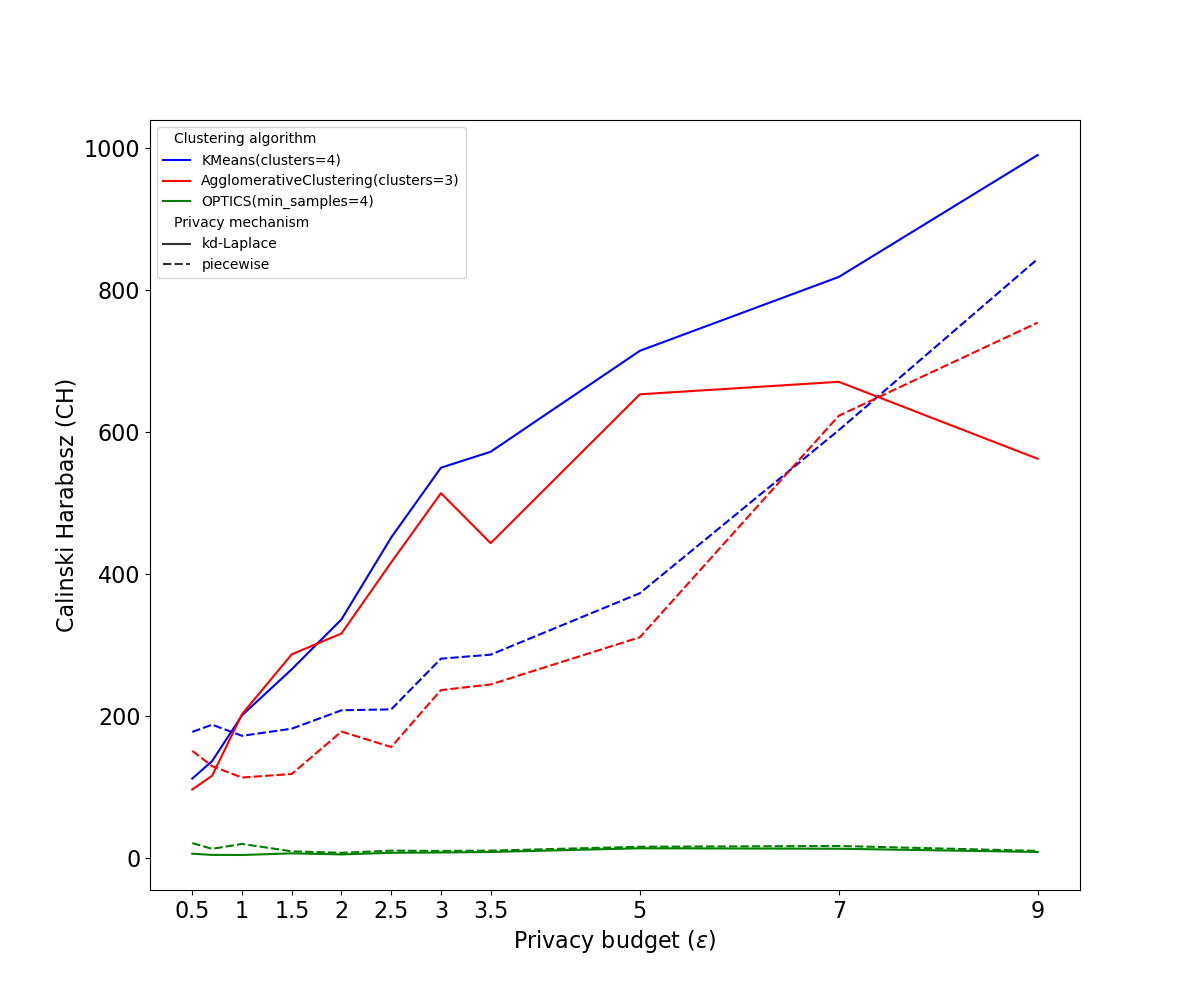 Clustering algorithm
KMeans(clusters=4)
AgglomerativeClustering(clusters=3)
OPTICS(min_samples=4)
Privacy mechanism
kd-Laplace
piecewise
1000
800
600
400
200
0
Calinski Harabasz (CH)
0.5 1 1.5 2 2.5 3 3.5 5 7 9
Privacy budget (ε)